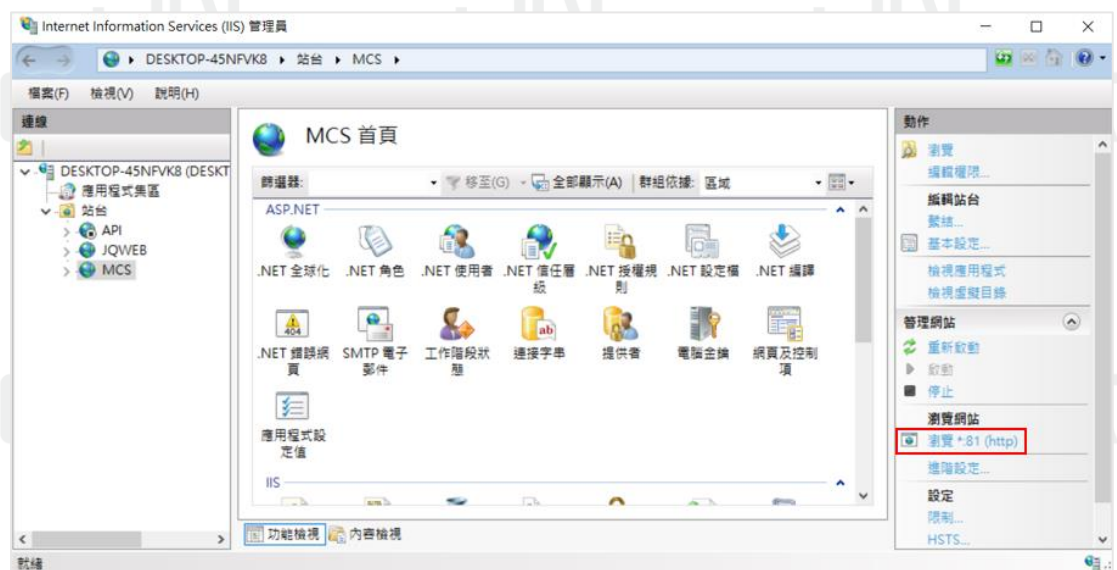 Internet Information Services (IIS) 管理員
DESKTOP-45NFVK8 站台 MCS
檔案(F) 檢視(V) 說明(H)
連線
DESKTOP-45NFVK8 (DESKT
應用程式集區
站台
API
JQWEB
MCS
MCS 首頁
篩選器: 移至(G) 全部顯示(A) 群組依據: 區域
ASP.NET
.NET 全球化 .NET 角色 .NET 使用者 .NET 信任層級 .NET 授權規則 .NET 設定檔 .NET 編譯
.NET 錯誤網頁 SMTP 電子郵件 工作階段狀態 連接字串 提供者 電腦金鑰 網頁及控制項
404
ab
應用程式設定值
IIS
功能檢視 內容檢視
動作
瀏覽
編輯權限...
編輯站台
繫結...
基本設定...
檢視應用程式
檢視虛擬目錄
管理網站
重新啟動
啟動
停止
瀏覽網站
瀏覽 *:81 (http)
進階設定...
設定
限制...
HSTS...
就緒